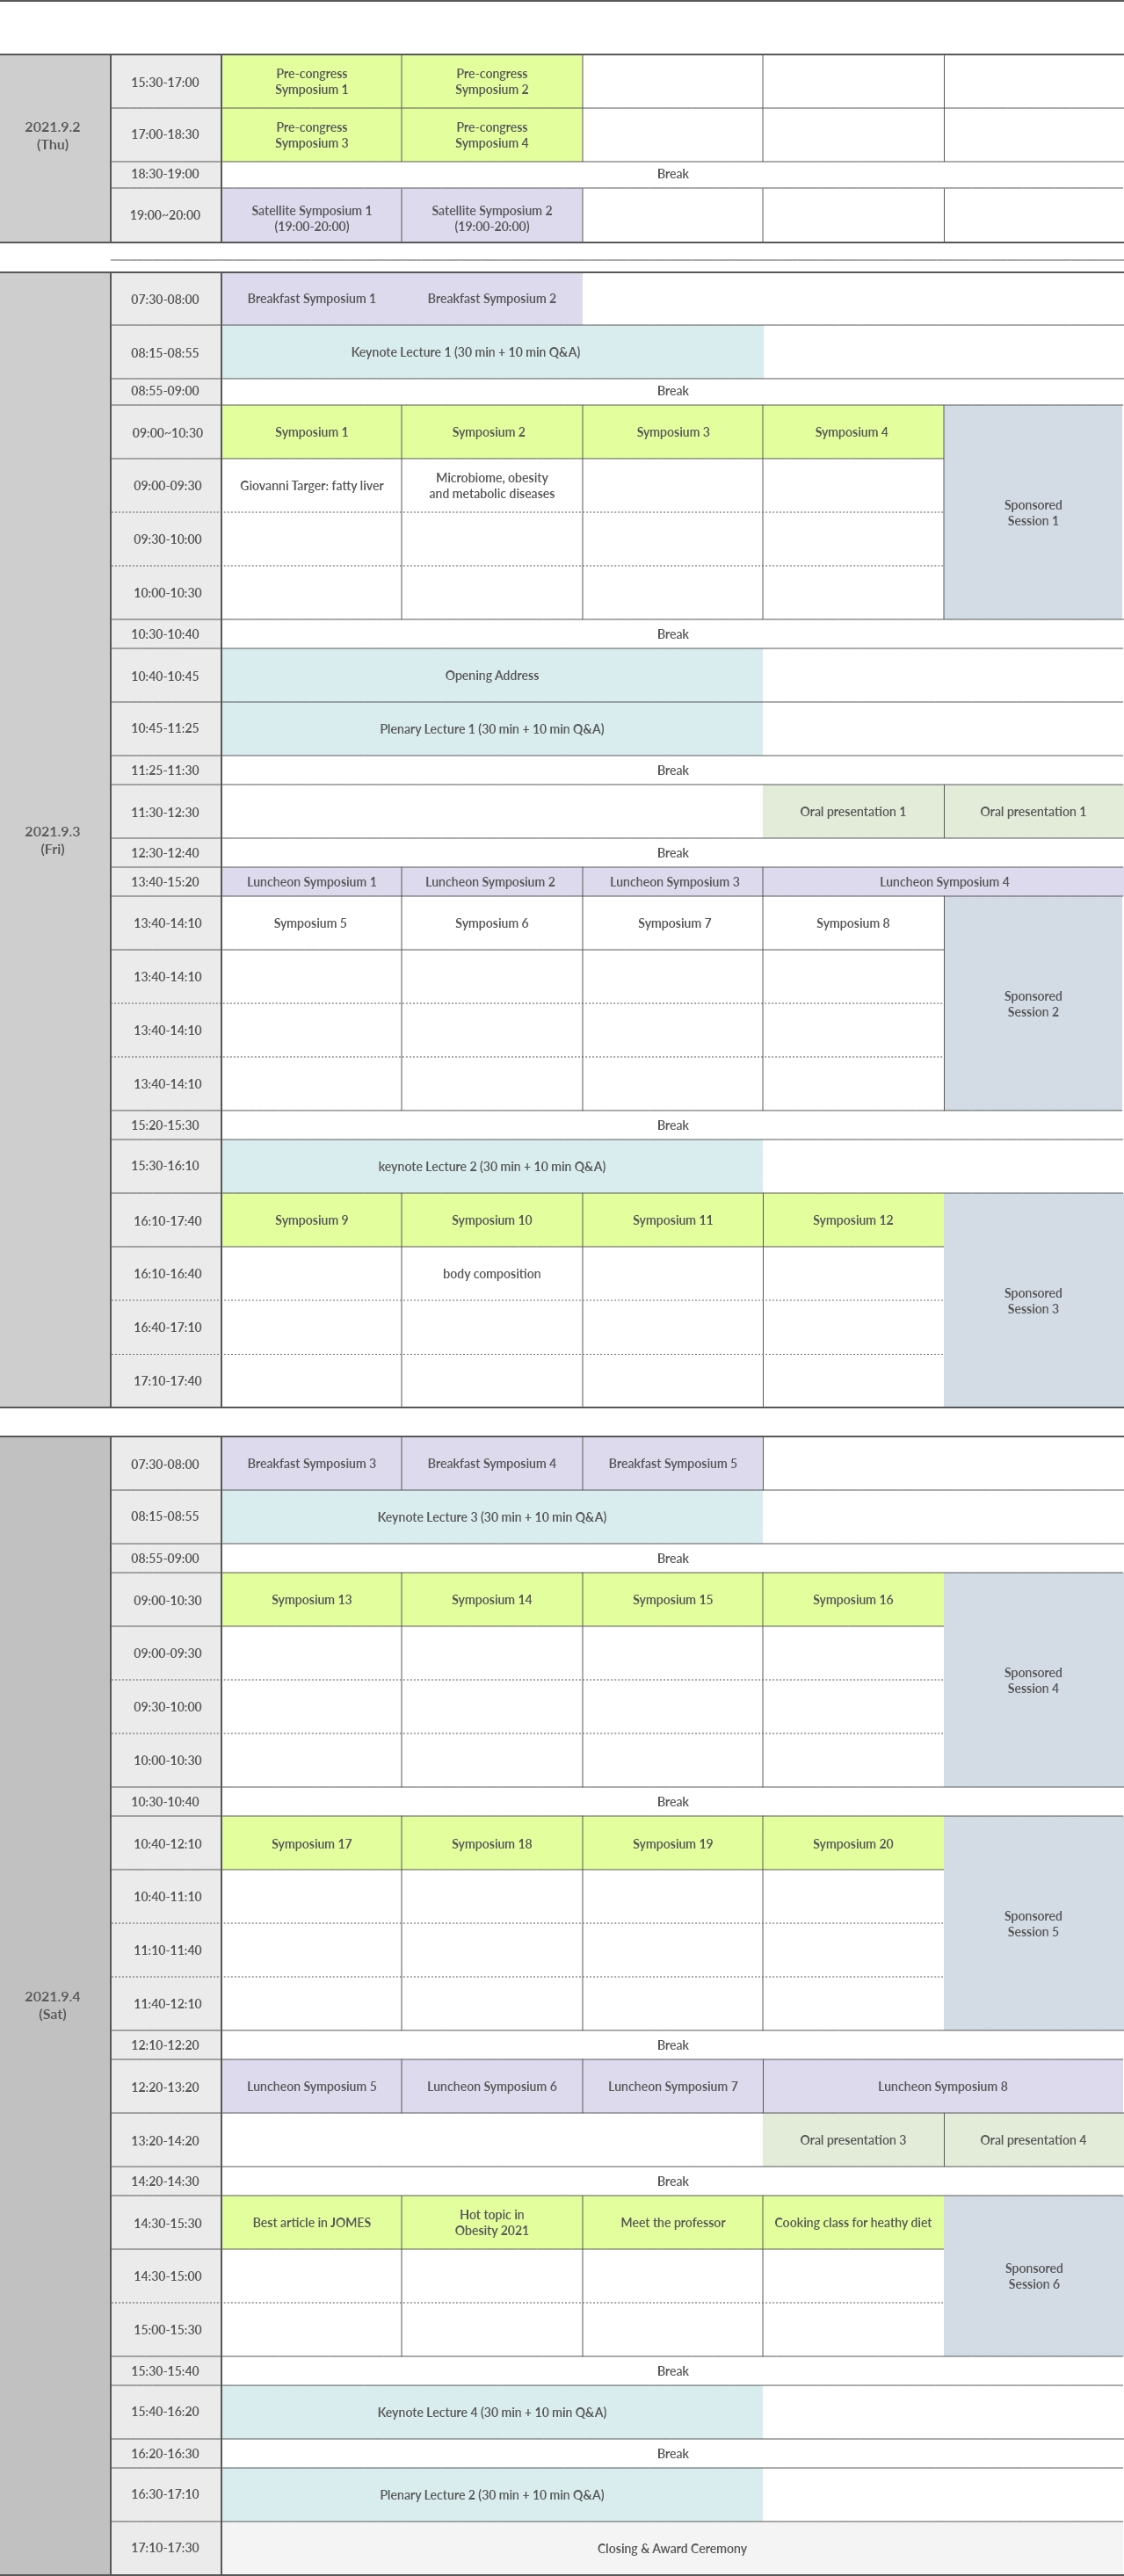 2021.9.2
(Thu)
15:30-17:00
Pre-congress
Symposium 1
Pre-congress
Symposium 2
17:00-18:30
Pre-congress
Symposium 3
Pre-congress
Symposium 4
18:30-19:00
Break
19:00~20:00
Satellite Symposium 1
(19:00-20:00)
Satellite Symposium 2
(19:00-20:00)
2021.9.3
(Fri)
07:30-08:00
Breakfast Symposium 1
Breakfast Symposium 2
08:15-08:55
Keynote Lecture 1 (30 min + 10 min Q&A)
08:55-09:00
Break
09:00~10:30
Symposium 1
Symposium 2
Symposium 3
Symposium 4
Sponsored
Session 1
09:00-09:30
Giovanni Targer: fatty liver
Microbiome, obesity
and metabolic diseases
09:30-10:00
10:00-10:30
10:30-10:40
Break
10:40-10:45
Opening Address
10:45-11:25
Plenary Lecture 1 (30 min + 10 min Q&A)
11:25-11:30
Break
11:30-12:30
Oral presentation 1
Oral presentation 1
12:30-12:40
Break
13:40-15:20
Luncheon Symposium 1
Luncheon Symposium 2
Luncheon Symposium 3
Luncheon Symposium 4
13:40-14:10
Symposium 5
Symposium 6
Symposium 7
Symposium 8
Sponsored
Session 2
13:40-14:10
13:40-14:10
13:40-14:10
15:20-15:30
Break
15:30-16:10
keynote Lecture 2 (30 min + 10 min Q&A)
16:10-17:40
Symposium 9
Symposium 10
Symposium 11
Symposium 12
Sponsored
Session 3
16:10-16:40
body composition
16:40-17:10
17:10-17:40
2021.9.4
(Sat)
07:30-08:00
Breakfast Symposium 3
Breakfast Symposium 4
Breakfast Symposium 5
08:15-08:55
Keynote Lecture 3 (30 min + 10 min Q&A)
08:55-09:00
Break
09:00-10:30
Symposium 13
Symposium 14
Symposium 15
Symposium 16
Sponsored
Session 4
09:00-09:30
09:30-10:00
10:00-10:30
10:30-10:40
Break
10:40-12:10
Symposium 17
Symposium 18
Symposium 19
Symposium 20
Sponsored
Session 5
10:40-11:10
11:10-11:40
11:40-12:10
12:10-12:20
Break
12:20-13:20
Luncheon Symposium 5
Luncheon Symposium 6
Luncheon Symposium 7
Luncheon Symposium 8
13:20-14:20
Oral presentation 3
Oral presentation 4
14:20-14:30
Break
14:30-15:30
Best article in JOMES
Hot topic in
Obesity 2021
Meet the professor
Cooking class for heathy diet
Sponsored
Session 6
14:30-15:00
15:00-15:30
15:30-15:40
Break
15:40-16:20
Keynote Lecture 4 (30 min + 10 min Q&A)
16:20-16:30
Break
16:30-17:10
Plenary Lecture 2 (30 min + 10 min Q&A)
17:10-17:30
Closing & Award Ceremony